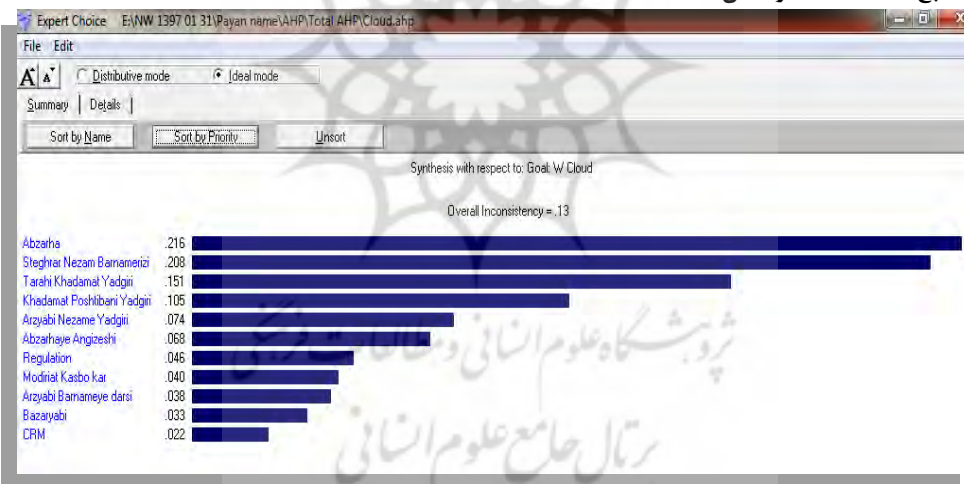 Expert Choice E:\NW 1397 01 31\Payan name\AHP\Total AHP\Cloud.ahp
File Edit
Distributive mode Ideal mode
Summary Details
Sort by Name Sort by Priority Unsort
Synthesis with respect to: Goal: W Cloud
Overall Inconsistency = .13
Abzarha .216
Steghrar Nezam Barnamerizi .208
Tarahi Khadamat Yadgiri .151
Khadamat Poshtibani Yadgiri .105
Arzyabi Nezame Yadgiri .074
Abzarhaye Angizeshi .068
Regulation .046
Modiriat Kasbo kar .040
Arzyabi Barnameye darsi .038
Bazaryabi .033
CRM .022
پژوهشگاه علوم انسانی و مطالعات فرهنگی
پرتال جامع علوم انسانی